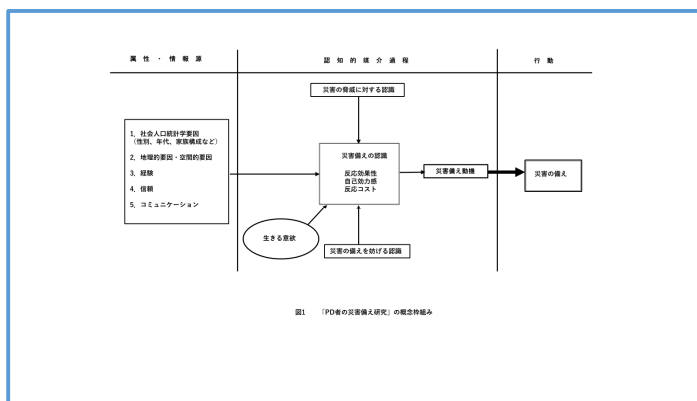 属性・情報源
認知的媒介過程
行動
災害の脅威に対する認識
1. 社会人口統計学要因
(性別、年代、家族構成など)
2. 地理的要因・空間的要因
3. 経験
4. 信頼
5. コミュニケーション
災害備えの認識
反応効果性
自己効力感
反応コスト
災害備え動機
災害の備え
生きる意欲
災害の備えを妨げる認識
図1 「PD者の災害備え研究」の概念枠組み